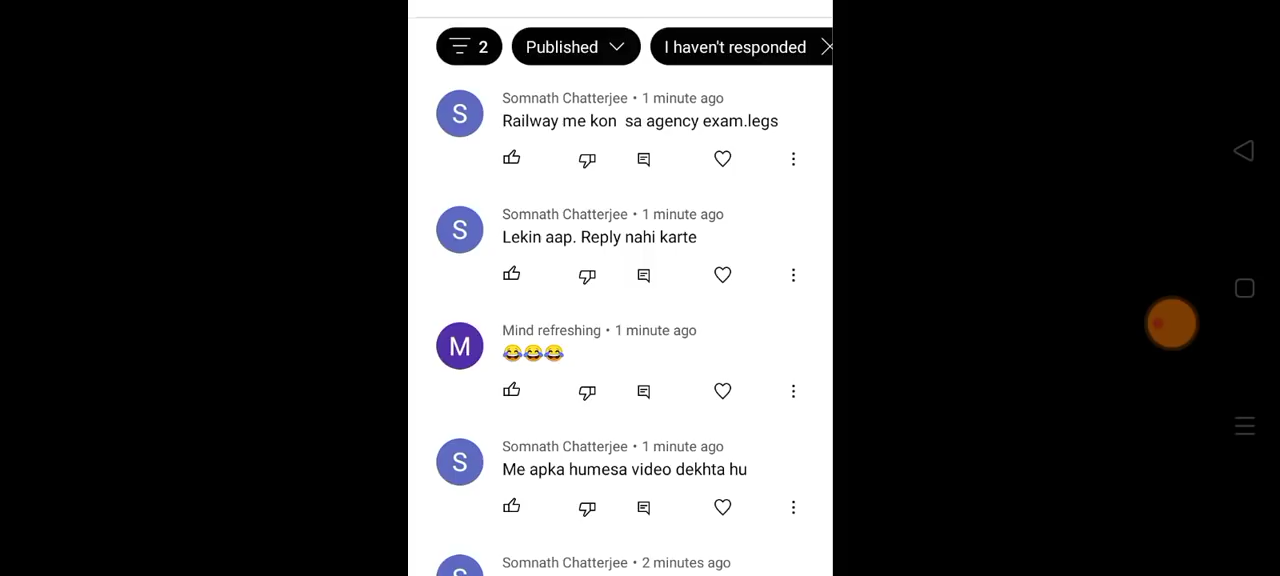 2
Published
I haven't responded
S
Somnath Chatterjee • 1 minute ago
Railway me kon sa agency exam.legs
S
Somnath Chatterjee • 1 minute ago
Lekin aap. Reply nahi karte
M
Mind refreshing • 1 minute ago
😂😂😂
S
Somnath Chatterjee • 1 minute ago
Me apka humesa video dekhta hu
S
Somnath Chatterjee • 2 minutes ago